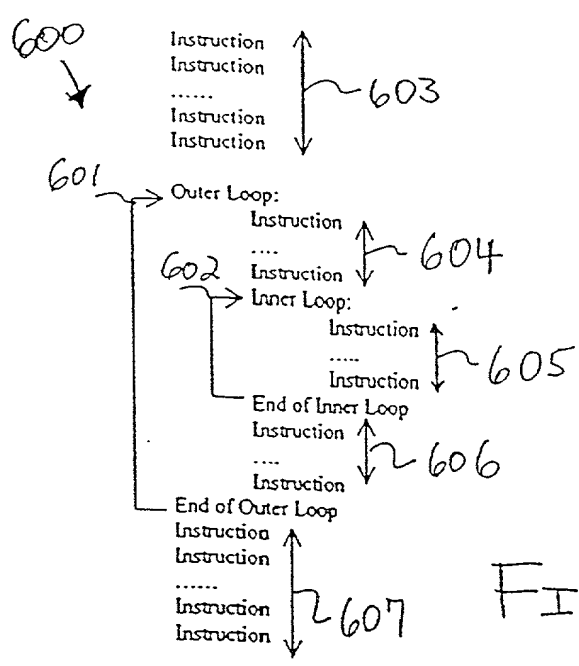 600
Instruction
Instruction
......
Instruction
Instruction
603
601
Outer Loop:
Instruction
....
Instruction
604
602
Inner Loop:
Instruction
.....
Instruction
605
End of Inner Loop
Instruction
....
Instruction
606
End of Outer Loop
Instruction
Instruction
......
Instruction
Instruction
607
FI